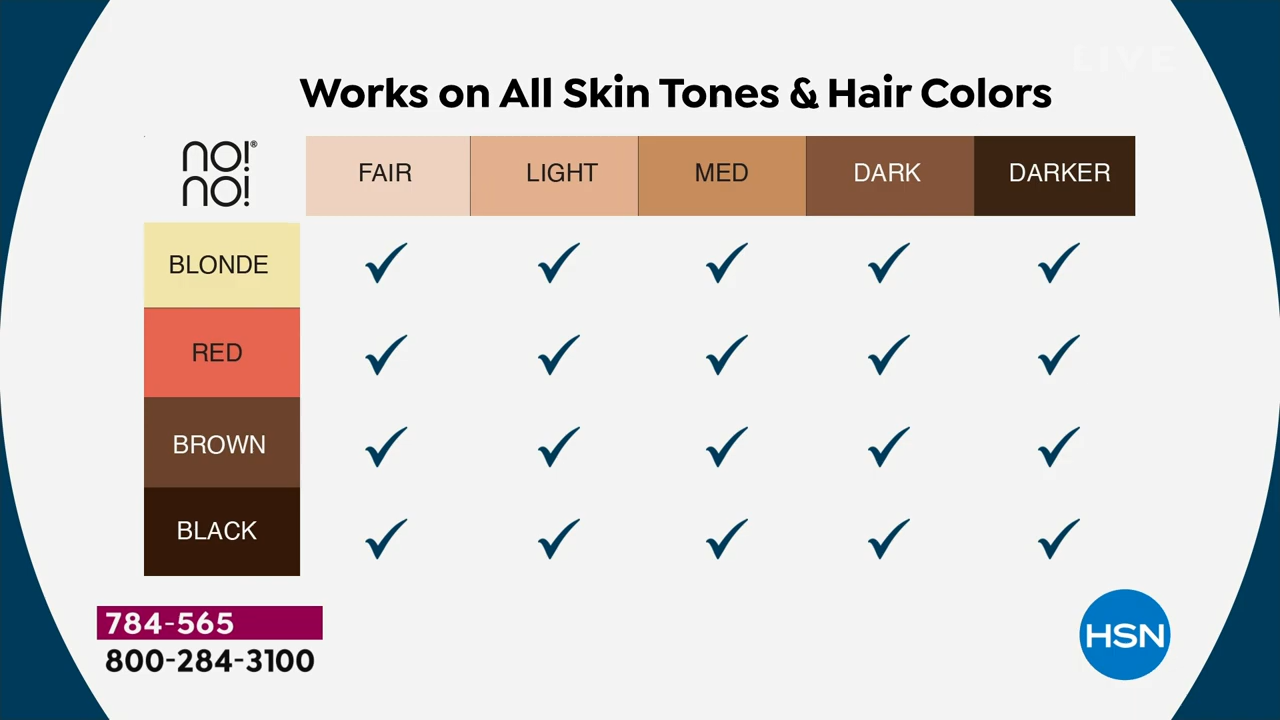 LIVE
Works on All Skin Tones & Hair Colors
no!®
no!
FAIR LIGHT MED DARK DARKER
BLONDE ✓ ✓ ✓ ✓ ✓
RED ✓ ✓ ✓ ✓ ✓
BROWN ✓ ✓ ✓ ✓ ✓
BLACK ✓ ✓ ✓ ✓ ✓
784-565
800-284-3100
HSN